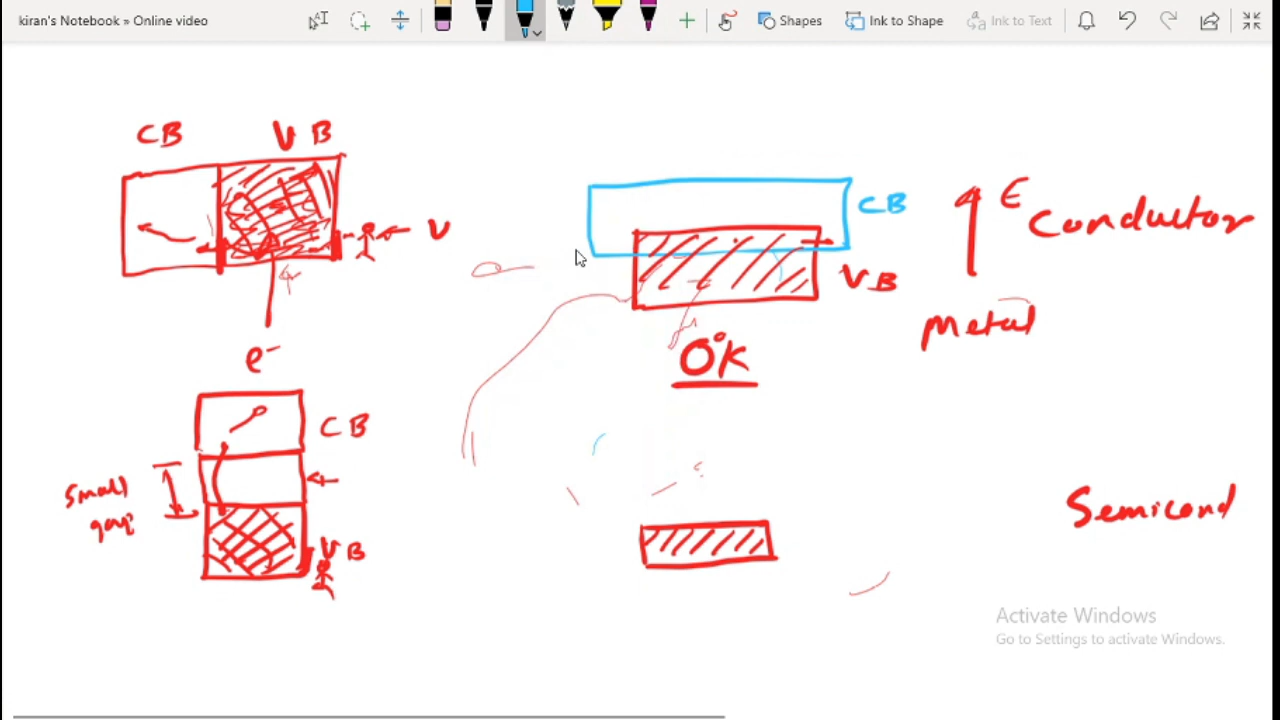 kiran's Notebook » Online video
Shapes
Ink to Shape
Ink to Text
CB VB
V
e-
CB
small
gap
VB
CB
VB
0°K
E
Conductor
Metal
Semicond
Activate Windows
Go to Settings to activate Windows.